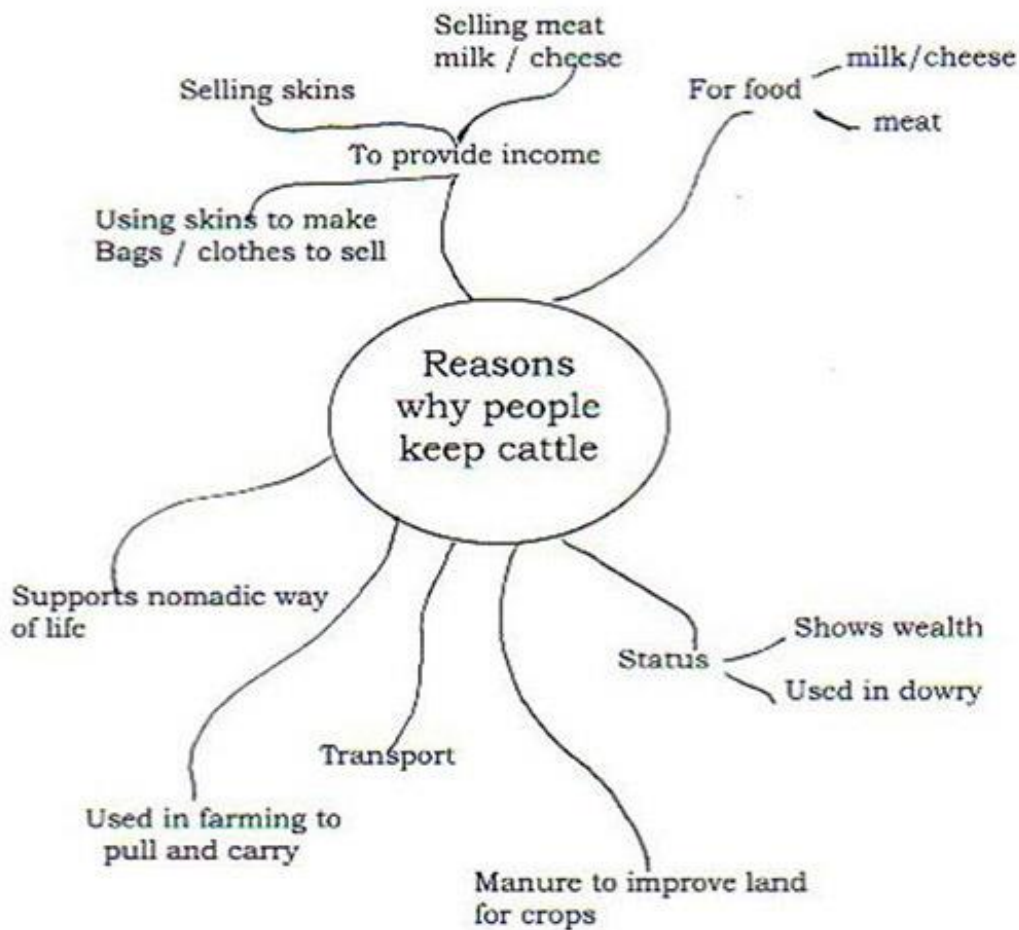 Selling meat
milk / cheese
Selling skins
To provide income
Using skins to make
Bags / clothes to sell
For food
milk/cheese
meat
Reasons
why people
keep cattle
Supports nomadic way
of life
Used in farming to
pull and carry
Transport
Manure to improve land
for crops
Status
Shows wealth
Used in dowry